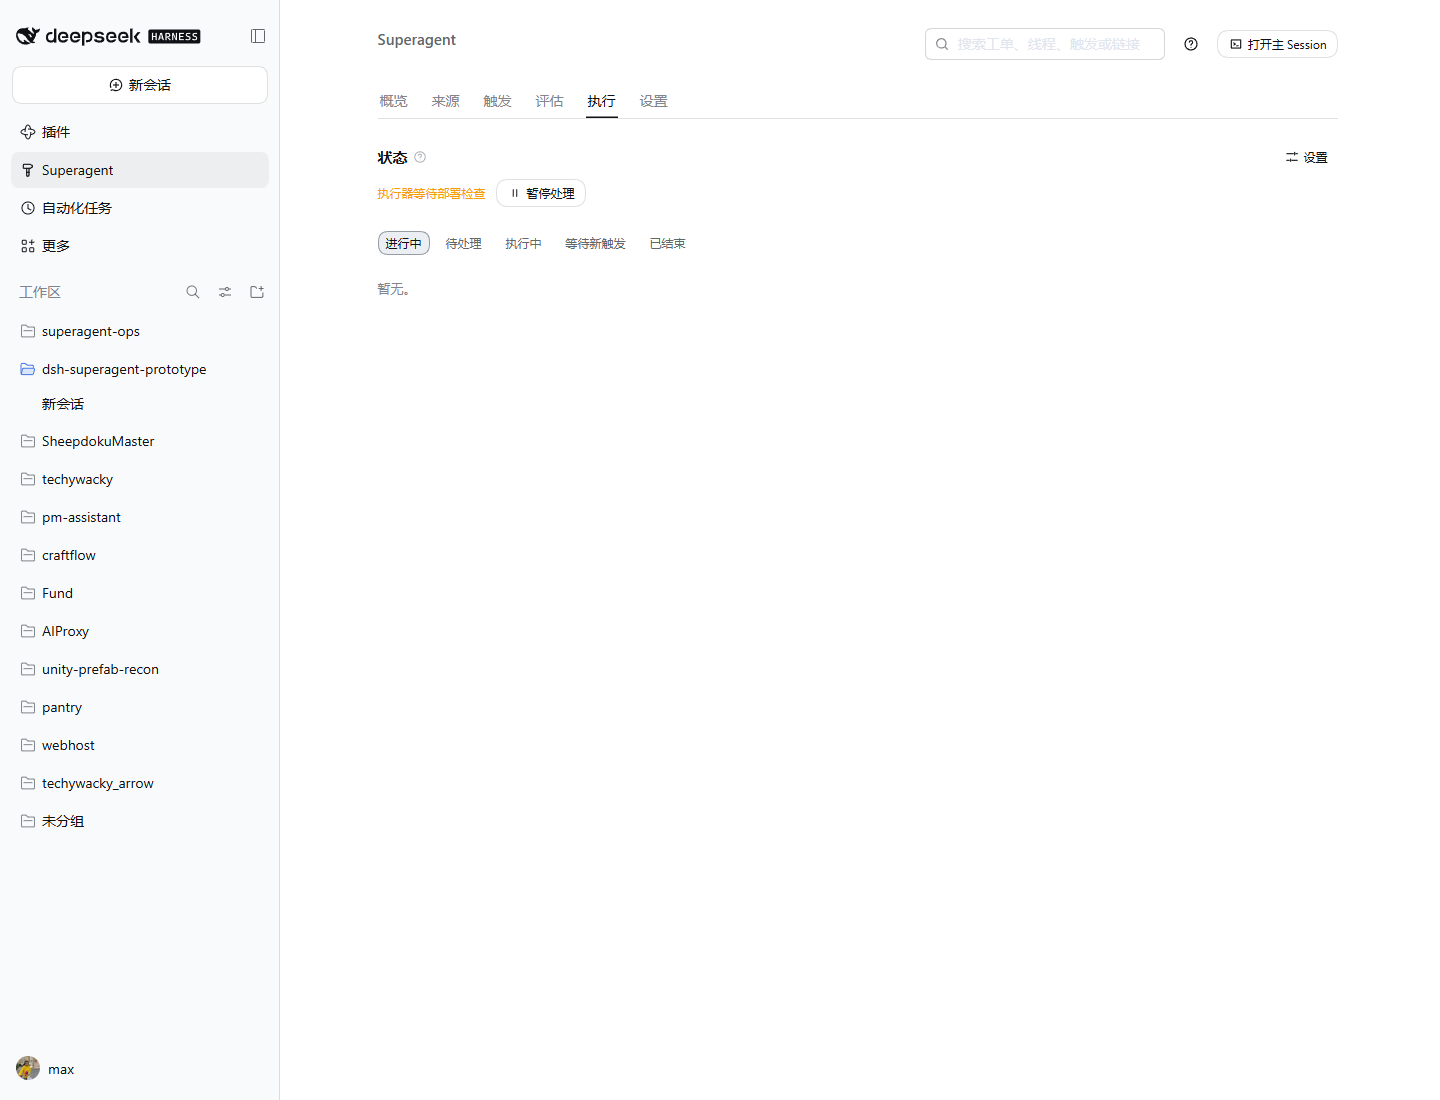 deepseek HARNESS
新会话
插件
Superagent
自动化任务
更多
工作区
superagent-ops
dsh-superagent-prototype
新会话
SheepdokuMaster
techywacky
pm-assistant
craftflow
Fund
AIProxy
unity-prefab-recon
pantry
webhost
techywacky_arrow
未分组
max
Superagent
搜索工单、线程、触发或链接
打开主 Session
概览 来源 触发 评估 执行 设置
状态
设置
执行器等待部署检查
暂停处理
进行中 待处理 执行中 等待新触发 已结束
暂无。